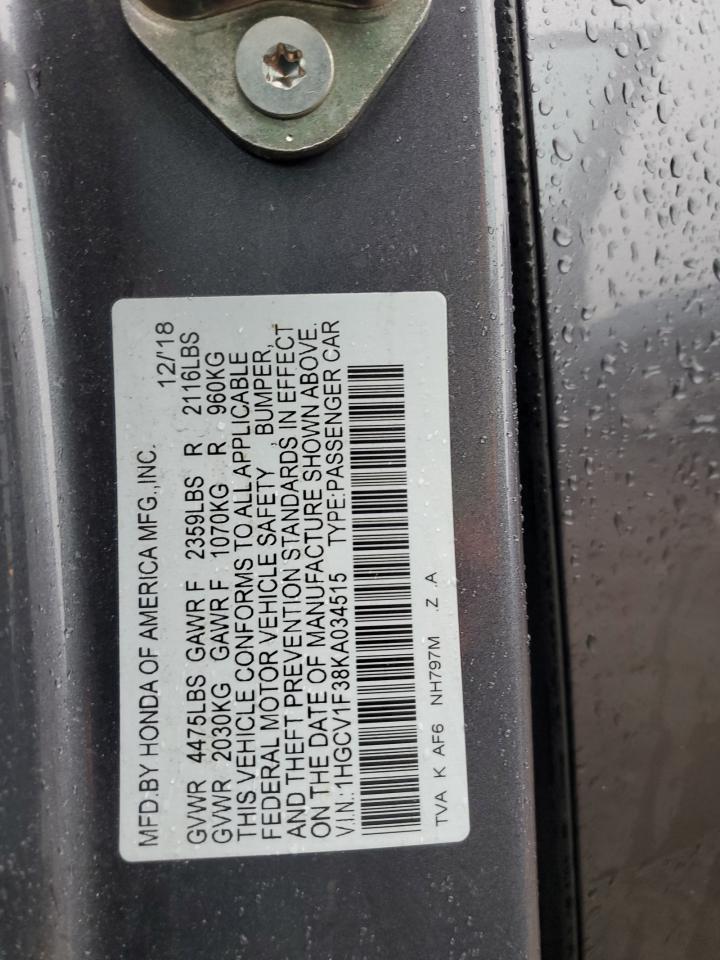 MFD.BY HONDA OF AMERICA MFG.,INC. 12/'18
GVWR 4475LBS GAWR F 2359LBS R 2116LBS
GVWR 2030KG GAWR F 1070KG R 960KG
THIS VEHICLE CONFORMS TO ALL APPLICABLE
FEDERAL MOTOR VEHICLE SAFETY , BUMPER,
AND THEFT PREVENTION STANDARDS IN EFFECT
ON THE DATE OF MANUFACTURE SHOWN ABOVE.
V.I.N.:1HGCV1F38KA034515 TYPE:PASSENGER CAR
TVA K AF6 NH797M .Z .A